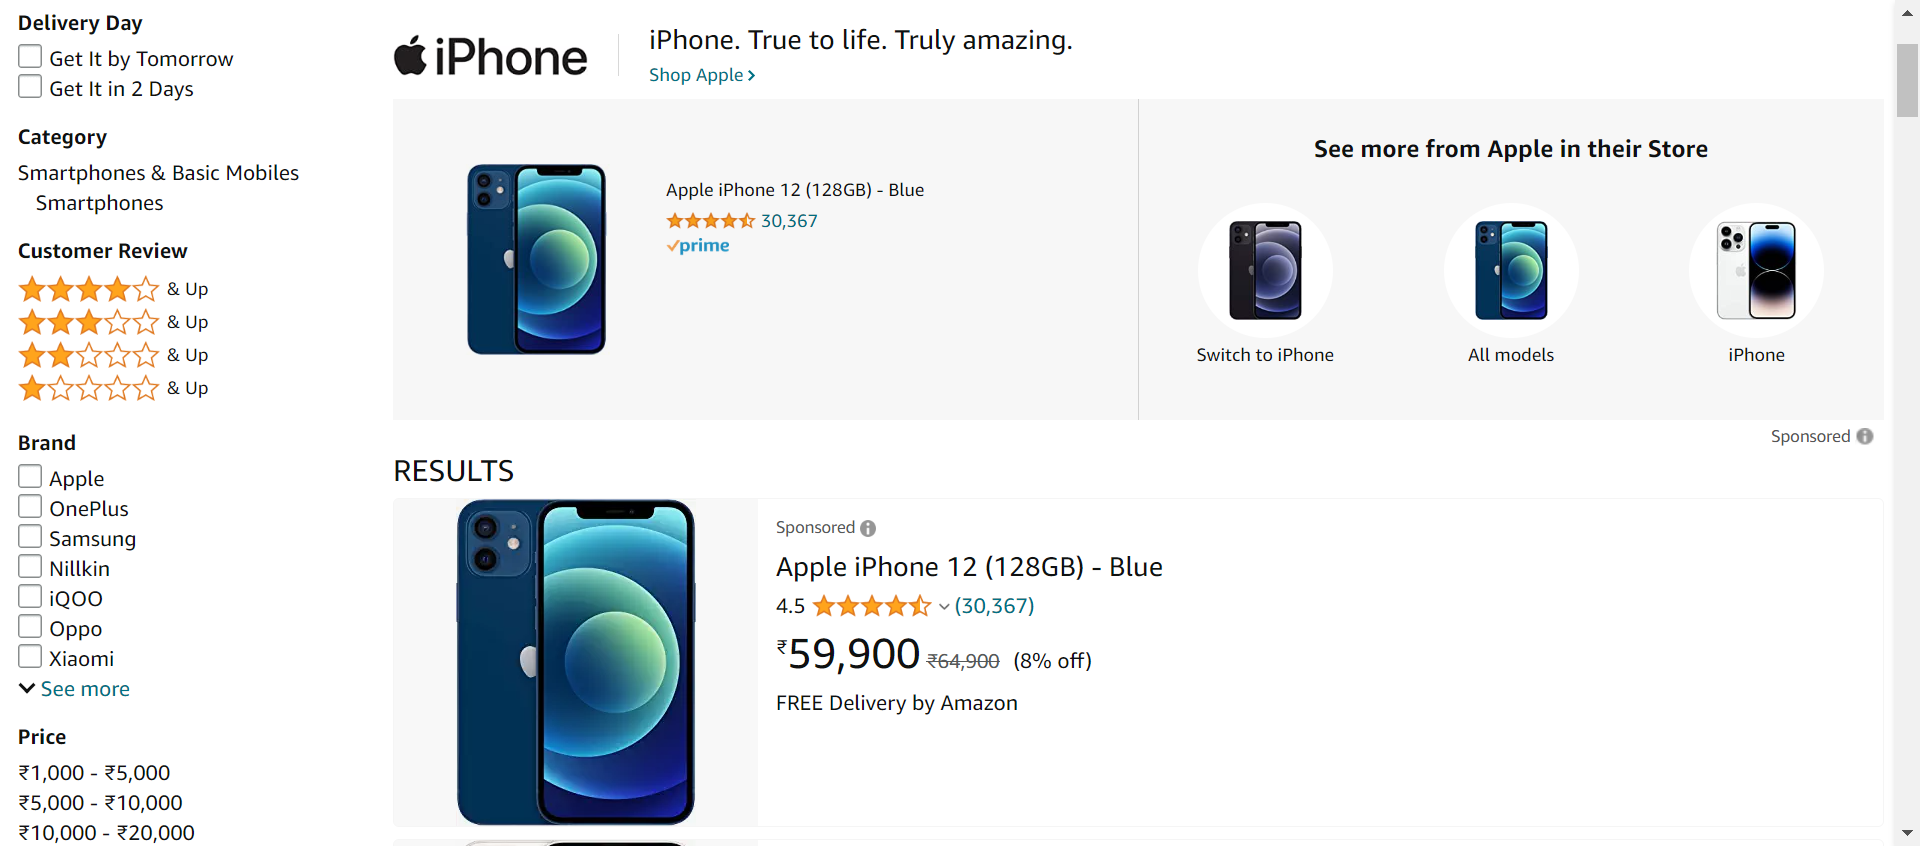 Delivery Day
Get It by Tomorrow
Get It in 2 Days
Category
Smartphones & Basic Mobiles
Smartphones
Customer Review
& Up
& Up
& Up
& Up
Brand
Apple
OnePlus
Samsung
Nillkin
iQOO
Oppo
Xiaomi
See more
Price
₹1,000 - ₹5,000
₹5,000 - ₹10,000
₹10,000 - ₹20,000
iPhone
iPhone. True to life. Truly amazing.
Shop Apple
Apple iPhone 12 (128GB) - Blue
30,367
prime
See more from Apple in their Store
Switch to iPhone
All models
iPhone
Sponsored
RESULTS
Sponsored
Apple iPhone 12 (128GB) - Blue
4.5 (30,367)
₹59,900 ₹64,900 (8% off)
FREE Delivery by Amazon